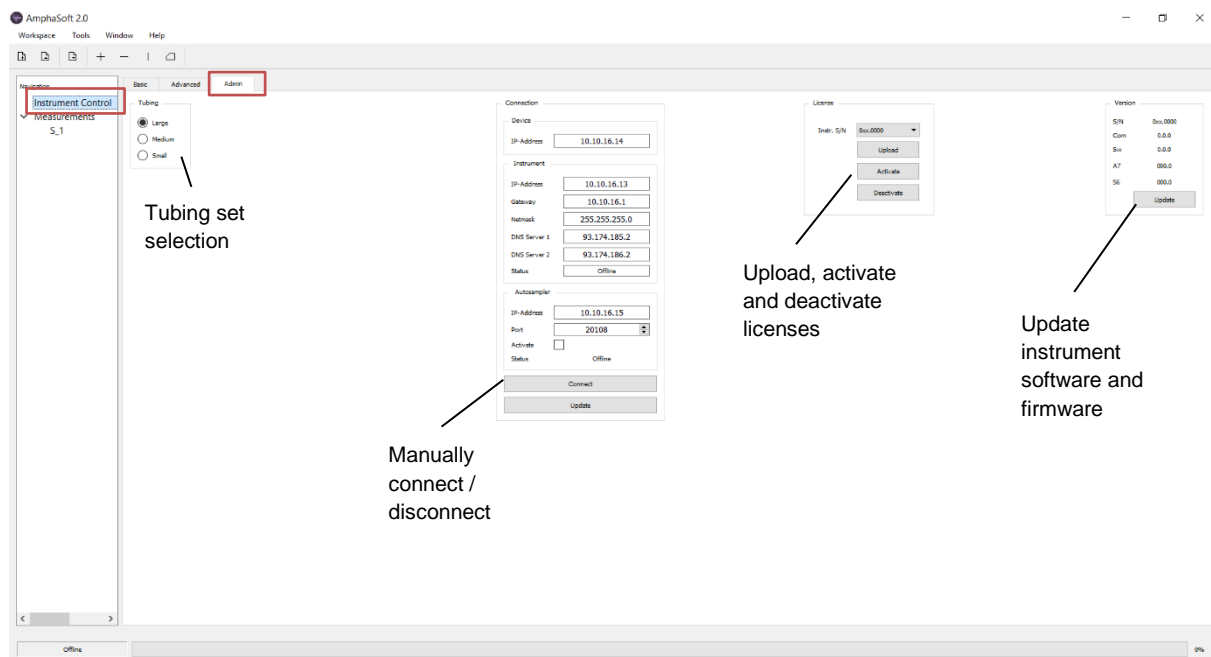 AmphaSoft 2.0
Workspace Tools Window Help
Navigation
Instrument Control
Measurements
S_1
Basic Advanced Admin
Tubing
Large
Medium
Small
Tubing set
selection
Connection
Device
IP-Address 10.10.16.14
Instrument
IP-Address 10.10.16.13
Gateway 10.10.16.1
Netmask 255.255.255.0
DNS Server 1 93.174.185.2
DNS Server 2 93.174.186.2
Status Offline
Autosampler
IP-Address 10.10.16.15
Port 20108
Activate
Status Offline
Connect
Update
Manually
connect /
disconnect
License
Instr. S/N 0xx.0000
Upload
Activate
Deactivate
Upload, activate
and deactivate
licenses
Version
S/N 0xx.0000
Com 0.0.0
Sw 0.0.0
A7 000.0
S6 000.0
Update
Update
instrument
software and
firmware
Offline
0%